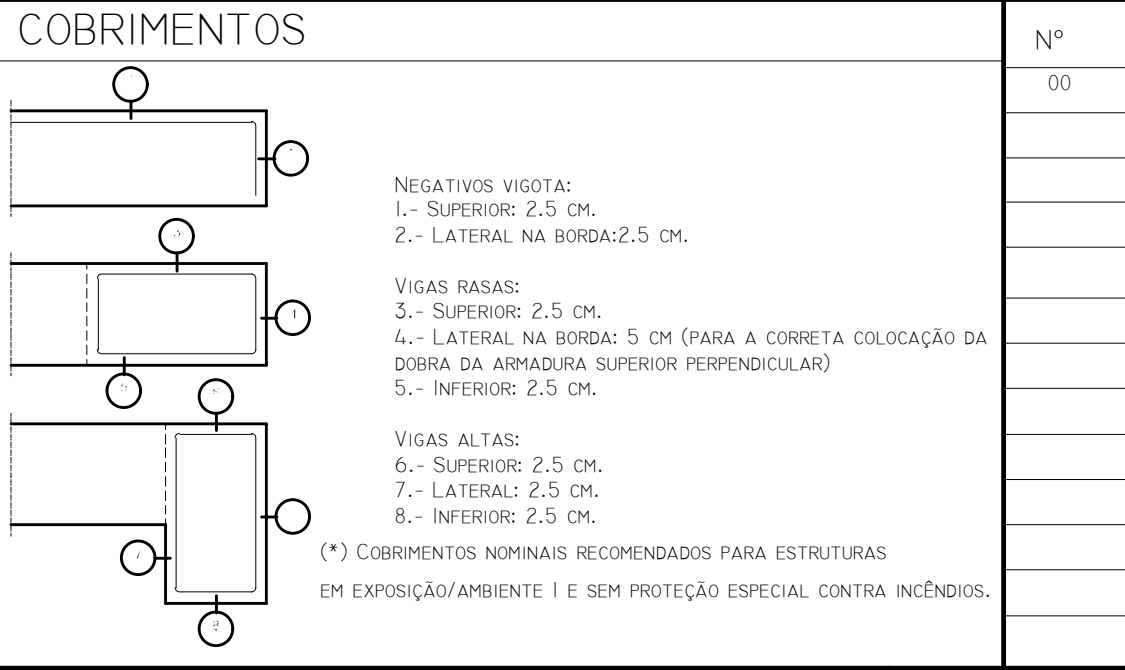 COBRIMENTOS
Nº
00
NEGATIVOS VIGOTA:
1.- SUPERIOR: 2.5 CM.
2.- LATERAL NA BORDA:2.5 CM.
VIGAS RASAS:
3.- SUPERIOR: 2.5 CM.
4.- LATERAL NA BORDA: 5 CM (PARA A CORRETA COLOCAÇÃO DA
DOBRA DA ARMADURA SUPERIOR PERPENDICULAR)
5.- INFERIOR: 2.5 CM.
VIGAS ALTAS:
6.- SUPERIOR: 2.5 CM.
7.- LATERAL: 2.5 CM.
8.- INFERIOR: 2.5 CM.
(*) COBRIMENTOS NOMINAIS RECOMENDADOS PARA ESTRUTURAS
EM EXPOSIÇÃO/AMBIENTE I E SEM PROTEÇÃO ESPECIAL CONTRA INCÊNDIOS.